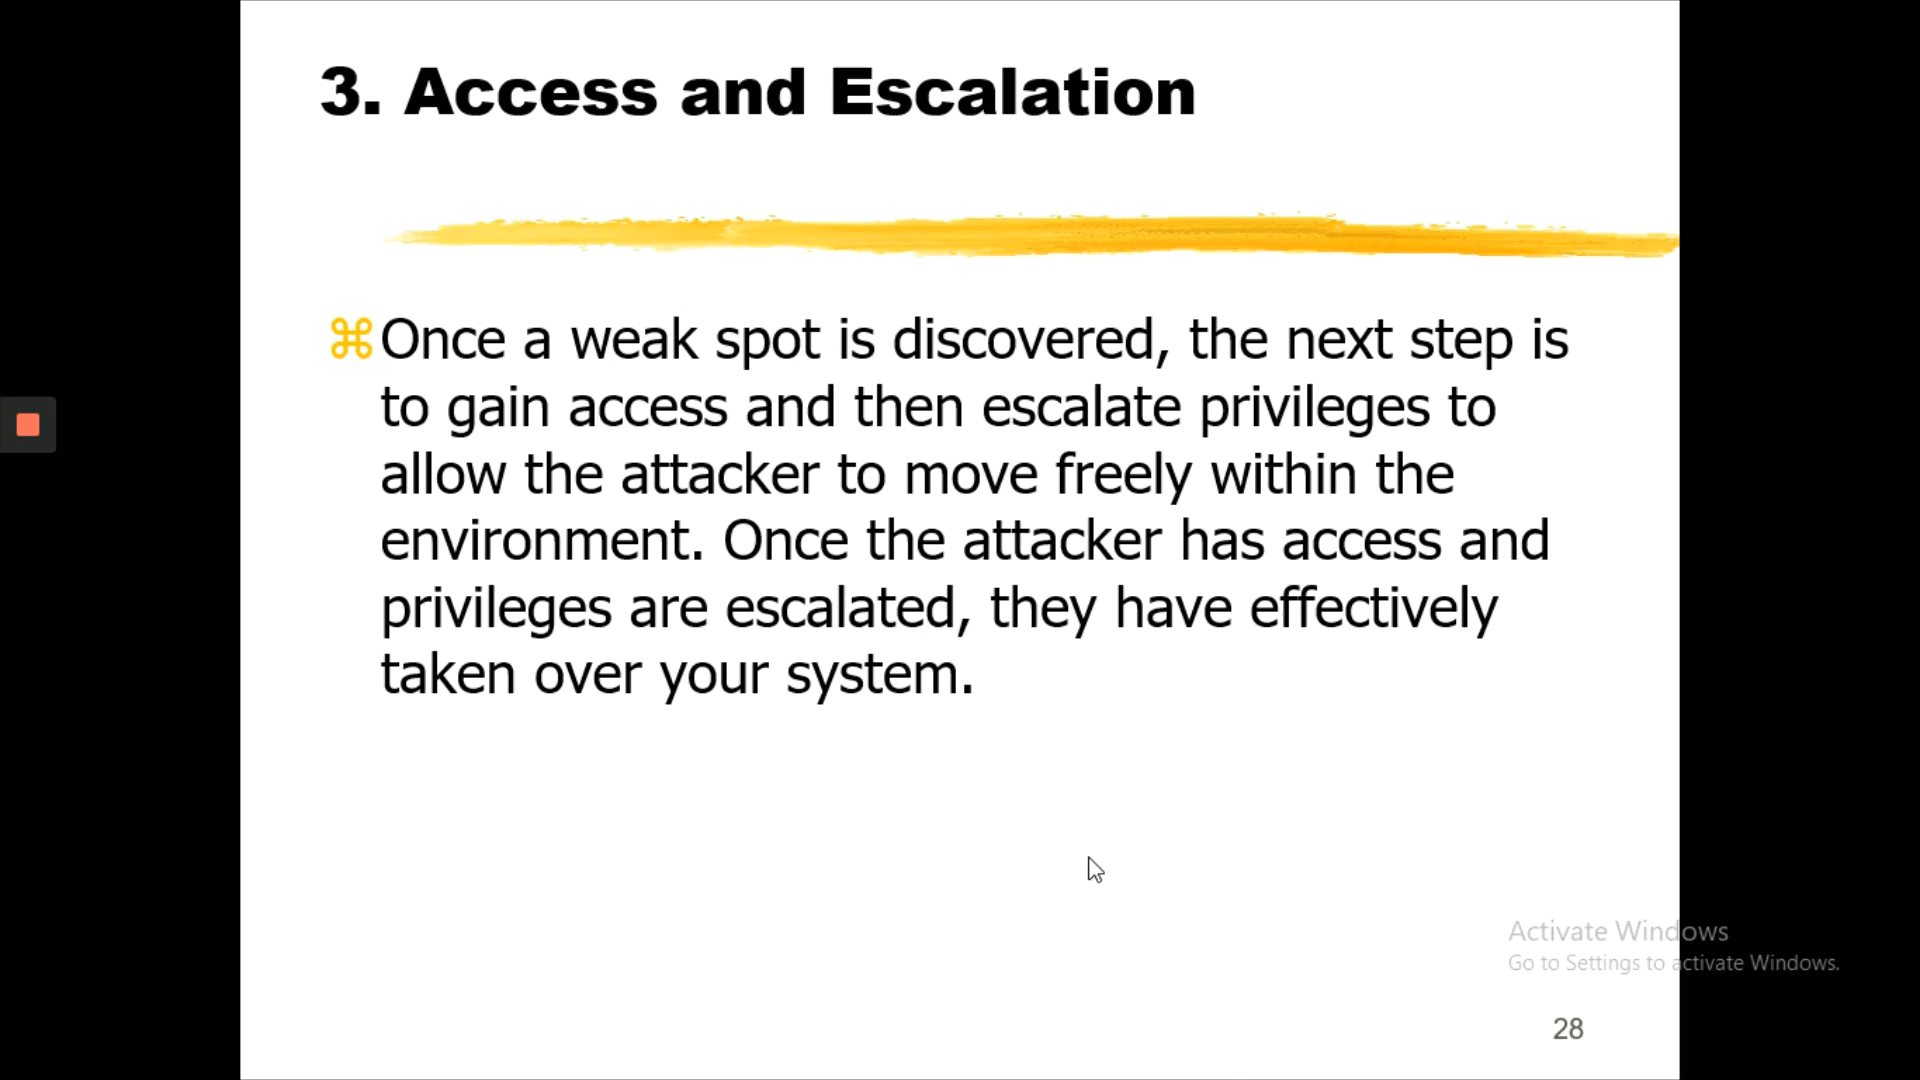 3. Access and Escalation
⌘Once a weak spot is discovered, the next step is
to gain access and then escalate privileges to
allow the attacker to move freely within the
environment. Once the attacker has access and
privileges are escalated, they have effectively
taken over your system.
Activate Windows
Go to Settings to activate Windows.
28